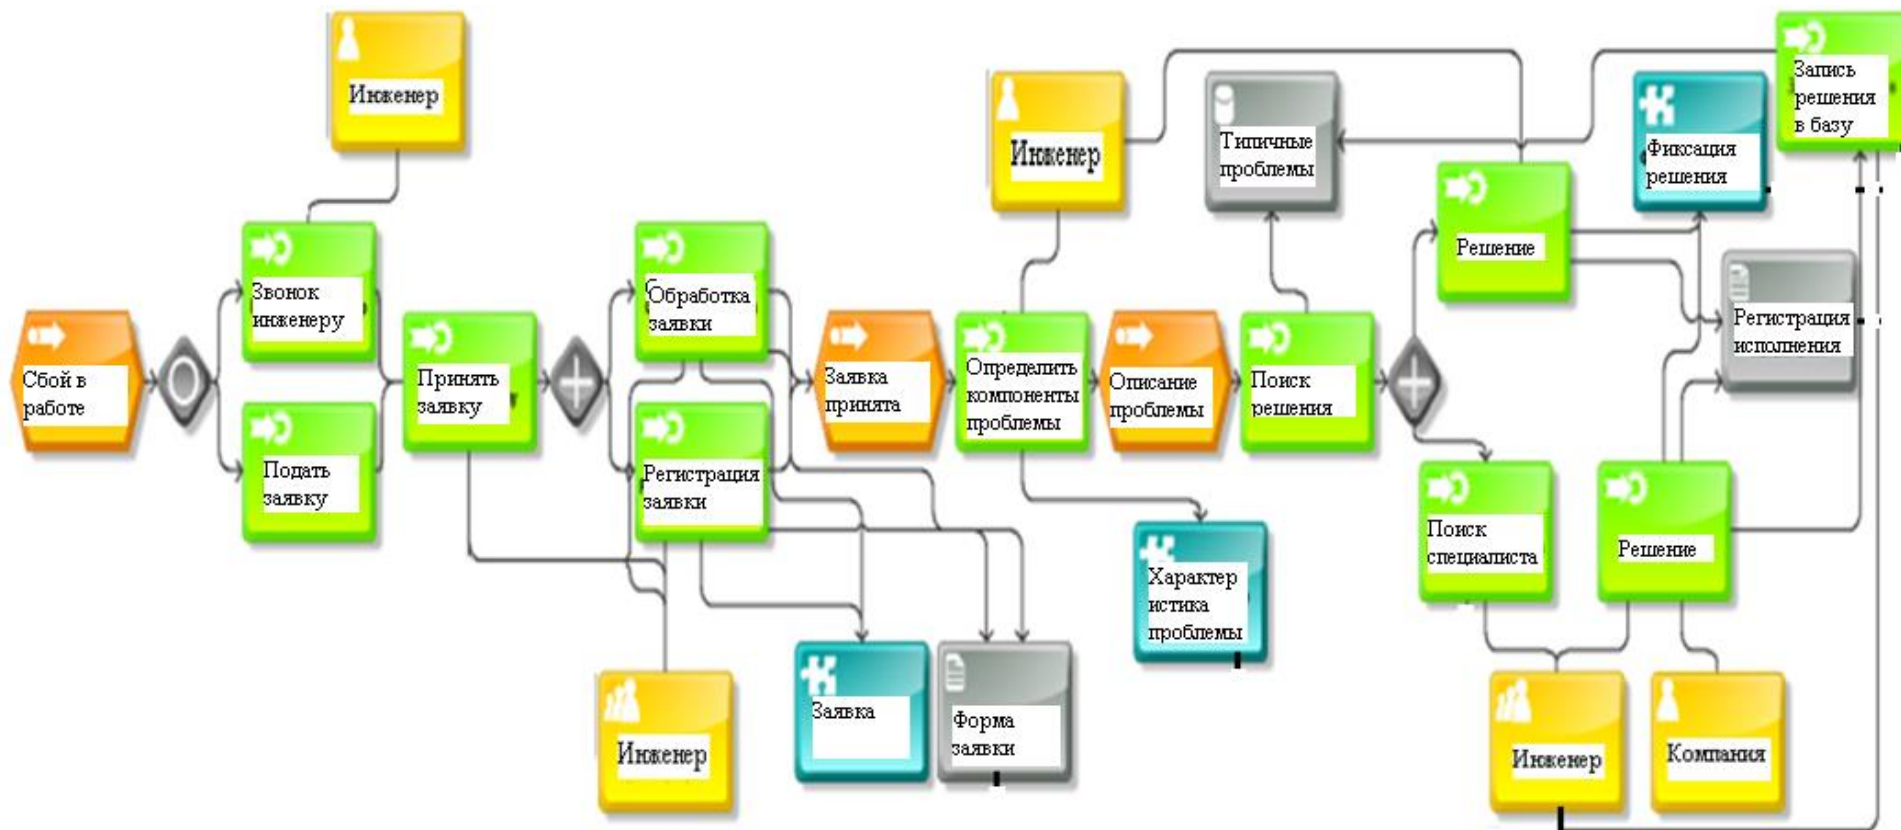 Инженер
Звонок
инженеру
Сбой в
работе
Подать
заявку
Принять
заявку
Обработка
заявки
Регистрация
заявки
Инженер
Заявка
принята
Заявка
Форма
заявки
Инженер
Определить
компоненты
проблемы
Описание
проблемы
Характер
истика
проблемы
Типичные
проблемы
Поиск
решения
Решение
Поиск
специалиста
Решение
Инженер
Компания
Фиксация
решения
Регистрация
исполнения
Запись
решения
в базу